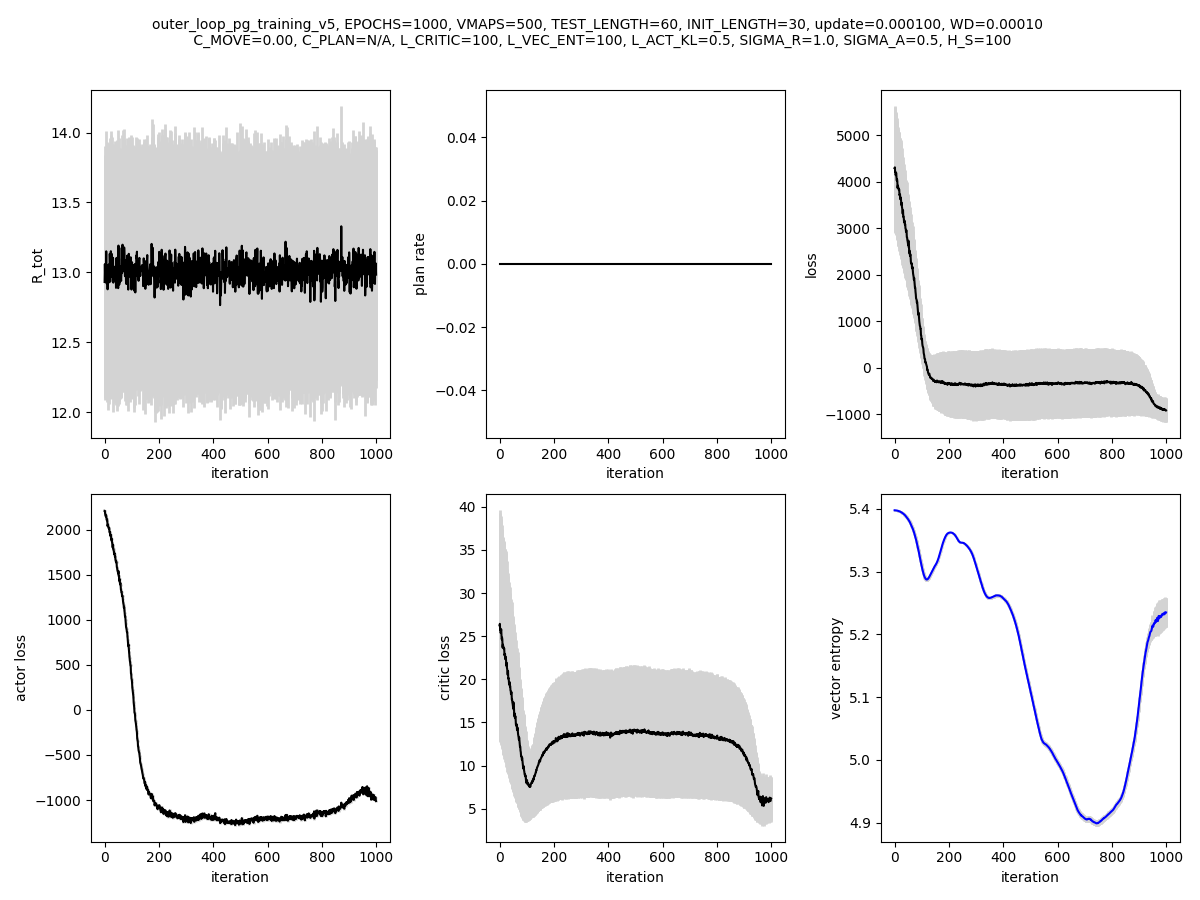 outer_loop_pg_training_v5, EPOCHS=1000, VMAPS=500, TEST_LENGTH=60, INIT_LENGTH=30, update=0.000100, WD=0.00010
C_MOVE=0.00, C_PLAN=N/A, L_CRITIC=100, L_VEC_ENT=100, L_ACT_KL=0.5, SIGMA_R=1.0, SIGMA_A=0.5, H_S=100
R_tot
14.0
13.5
13.0
12.5
12.0
0 200 400 600 800 1000
iteration
plan rate
0.04
0.02
0.00
−0.02
−0.04
0 200 400 600 800 1000
iteration
loss
5000
4000
3000
2000
1000
0
−1000
0 200 400 600 800 1000
iteration
actor loss
2000
1500
1000
500
0
−500
−1000
0 200 400 600 800 1000
iteration
critic loss
40
35
30
25
20
15
10
5
0 200 400 600 800 1000
iteration
vector entropy
5.4
5.3
5.2
5.1
5.0
4.9
0 200 400 600 800 1000
iteration